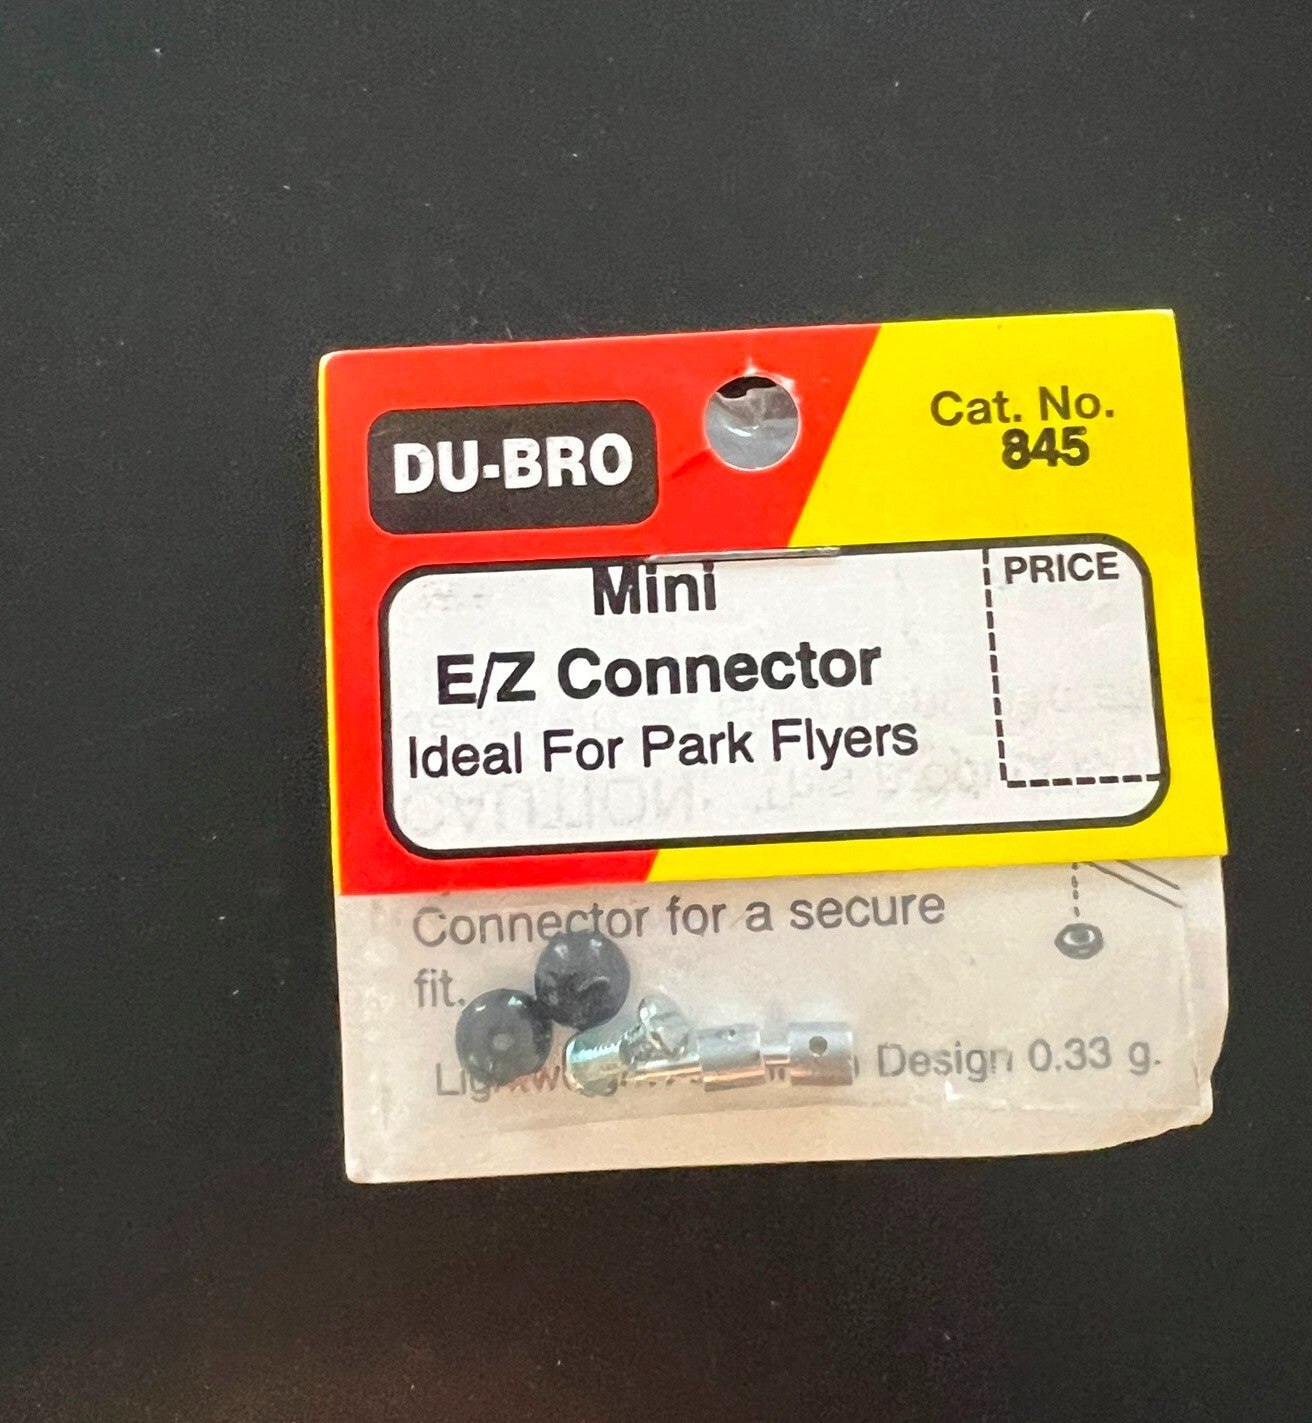 DU-BRO
Cat. No.
845
Mini
PRICE
E/Z Connector
Ideal For Park Flyers
Connector for a secure
fit.
Design 0.33 g.